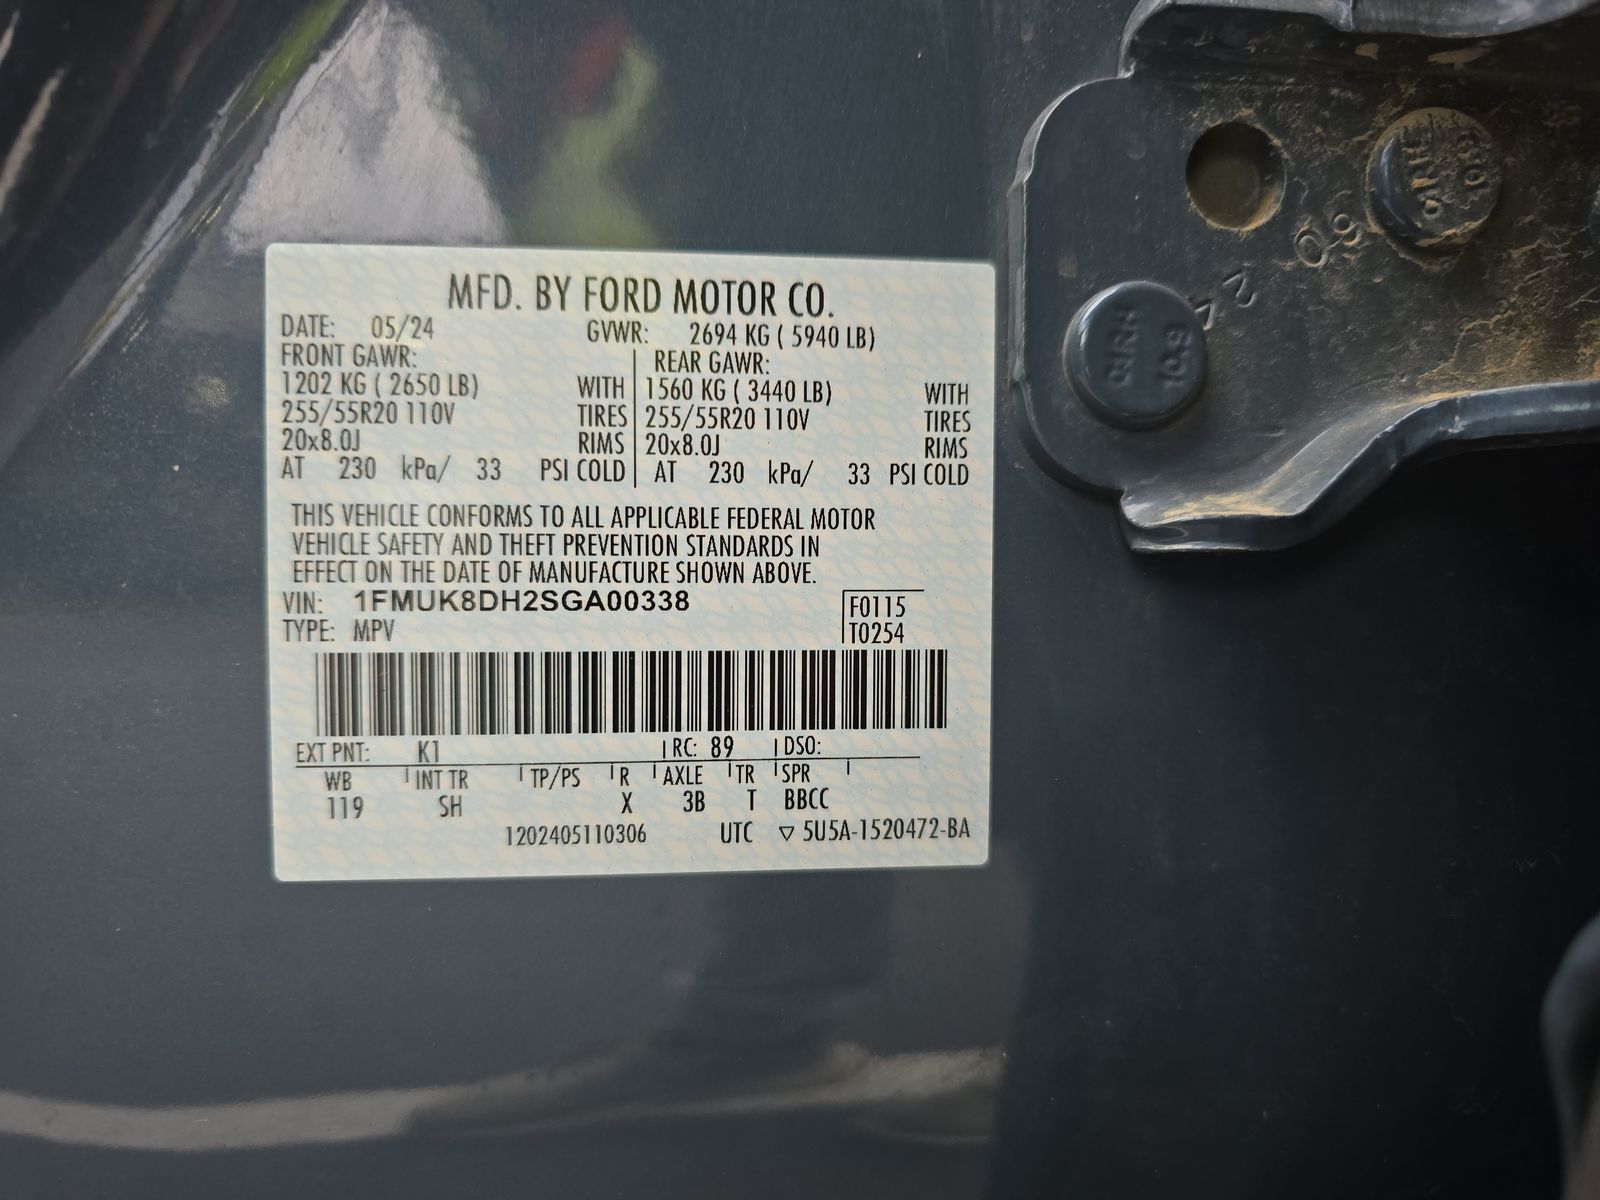 MFD. BY FORD MOTOR CO.
DATE: 05/24 GVWR: 2694 KG ( 5940 LB)
FRONT GAWR: REAR GAWR:
1202 KG ( 2650 LB) WITH 1560 KG ( 3440 LB) WITH
255/55R20 110V TIRES 255/55R20 110V TIRES
20x8.0J RIMS 20x8.0J RIMS
AT 230 kPa/ 33 PSI COLD AT 230 kPa/ 33 PSI COLD
THIS VEHICLE CONFORMS TO ALL APPLICABLE FEDERAL MOTOR
VEHICLE SAFETY AND THEFT PREVENTION STANDARDS IN
EFFECT ON THE DATE OF MANUFACTURE SHOWN ABOVE.
VIN: 1FMUK8DH2SGA00338 F0115
TYPE: MPV T0254
EXT PNT: K1 RC: 89 DSO:
WB INT TR TP/PS R AXLE TR SPR
119 SH X 3B T BBCC
1202405110306 UTC ▽ 5U5A-1520472-BA
10.9